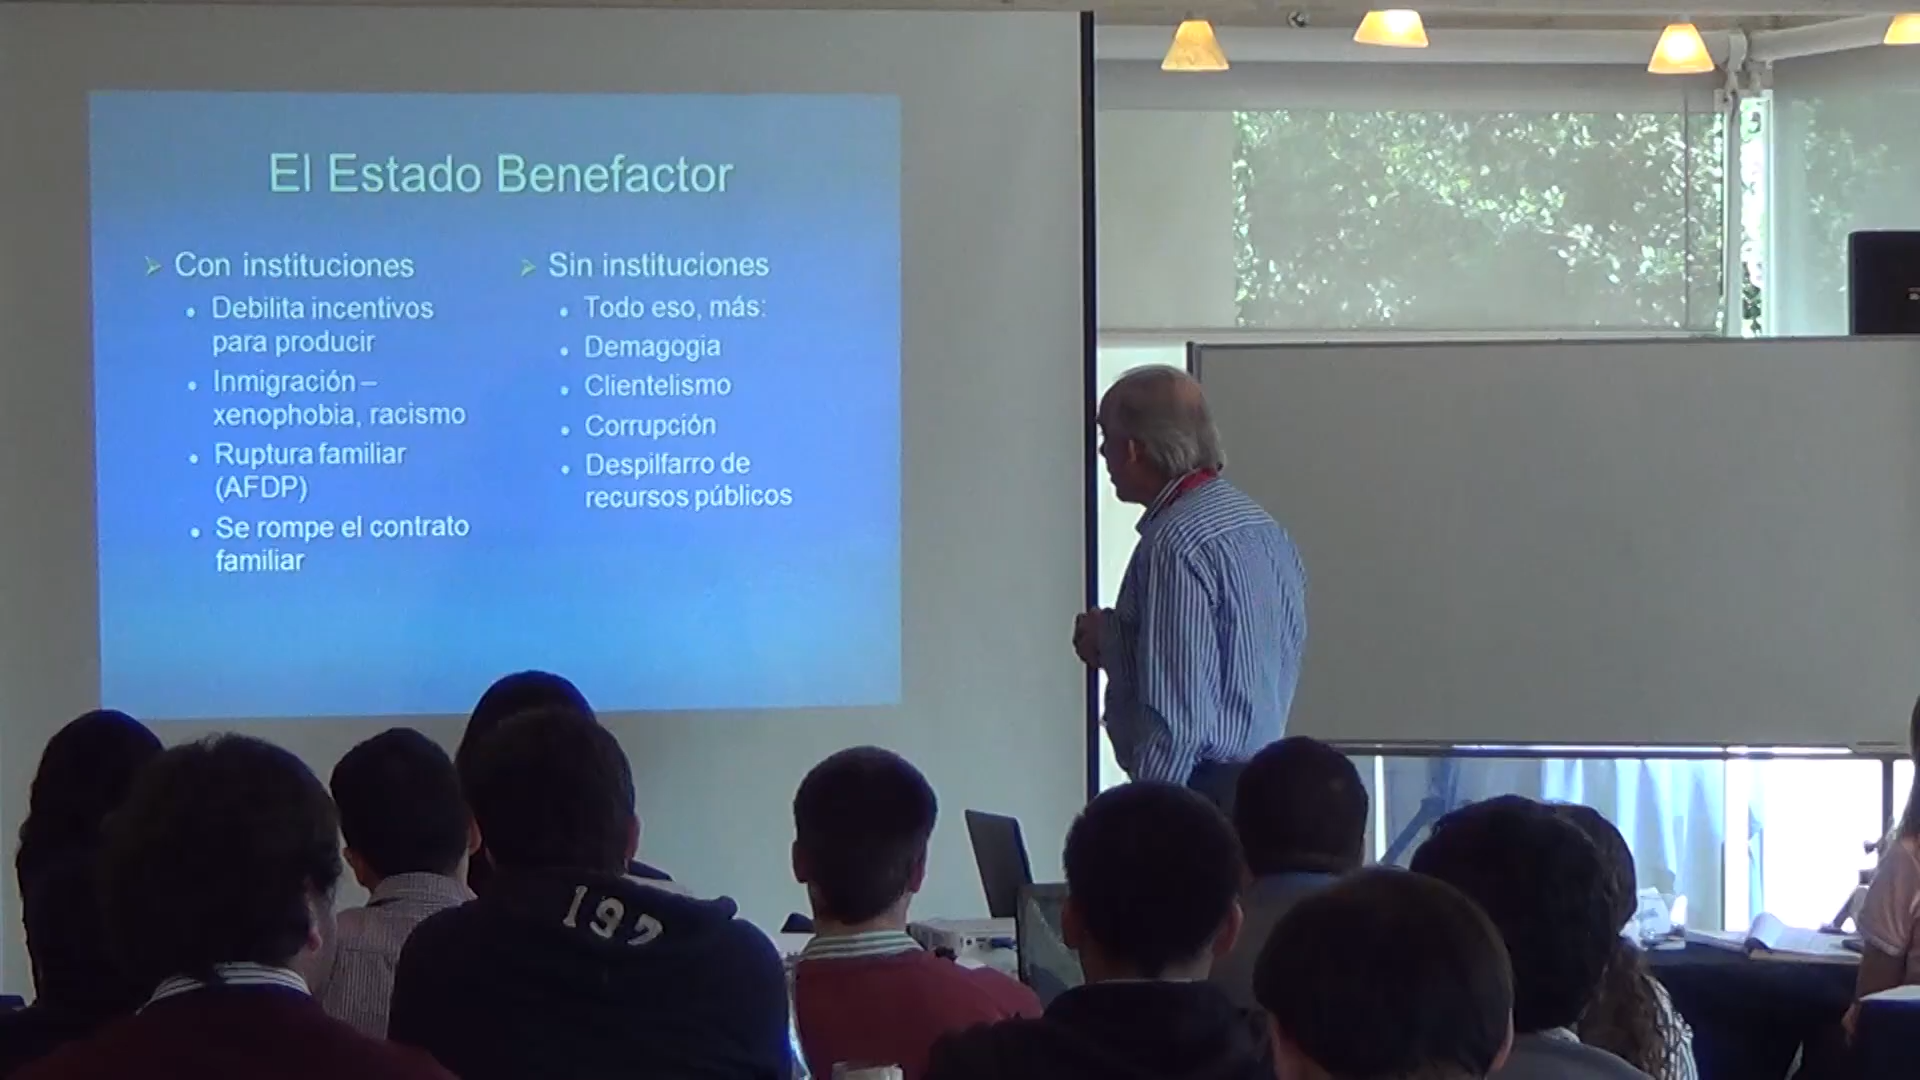 El Estado Benefactor
Con instituciones
Debilita incentivos
para producir
Inmigración –
xenophobia, racismo
Ruptura familiar
(AFDP)
Se rompe el contrato
familiar
Sin instituciones
Todo eso, más:
Demagogia
Clientelismo
Corrupción
Despilfarro de
recursos públicos
197